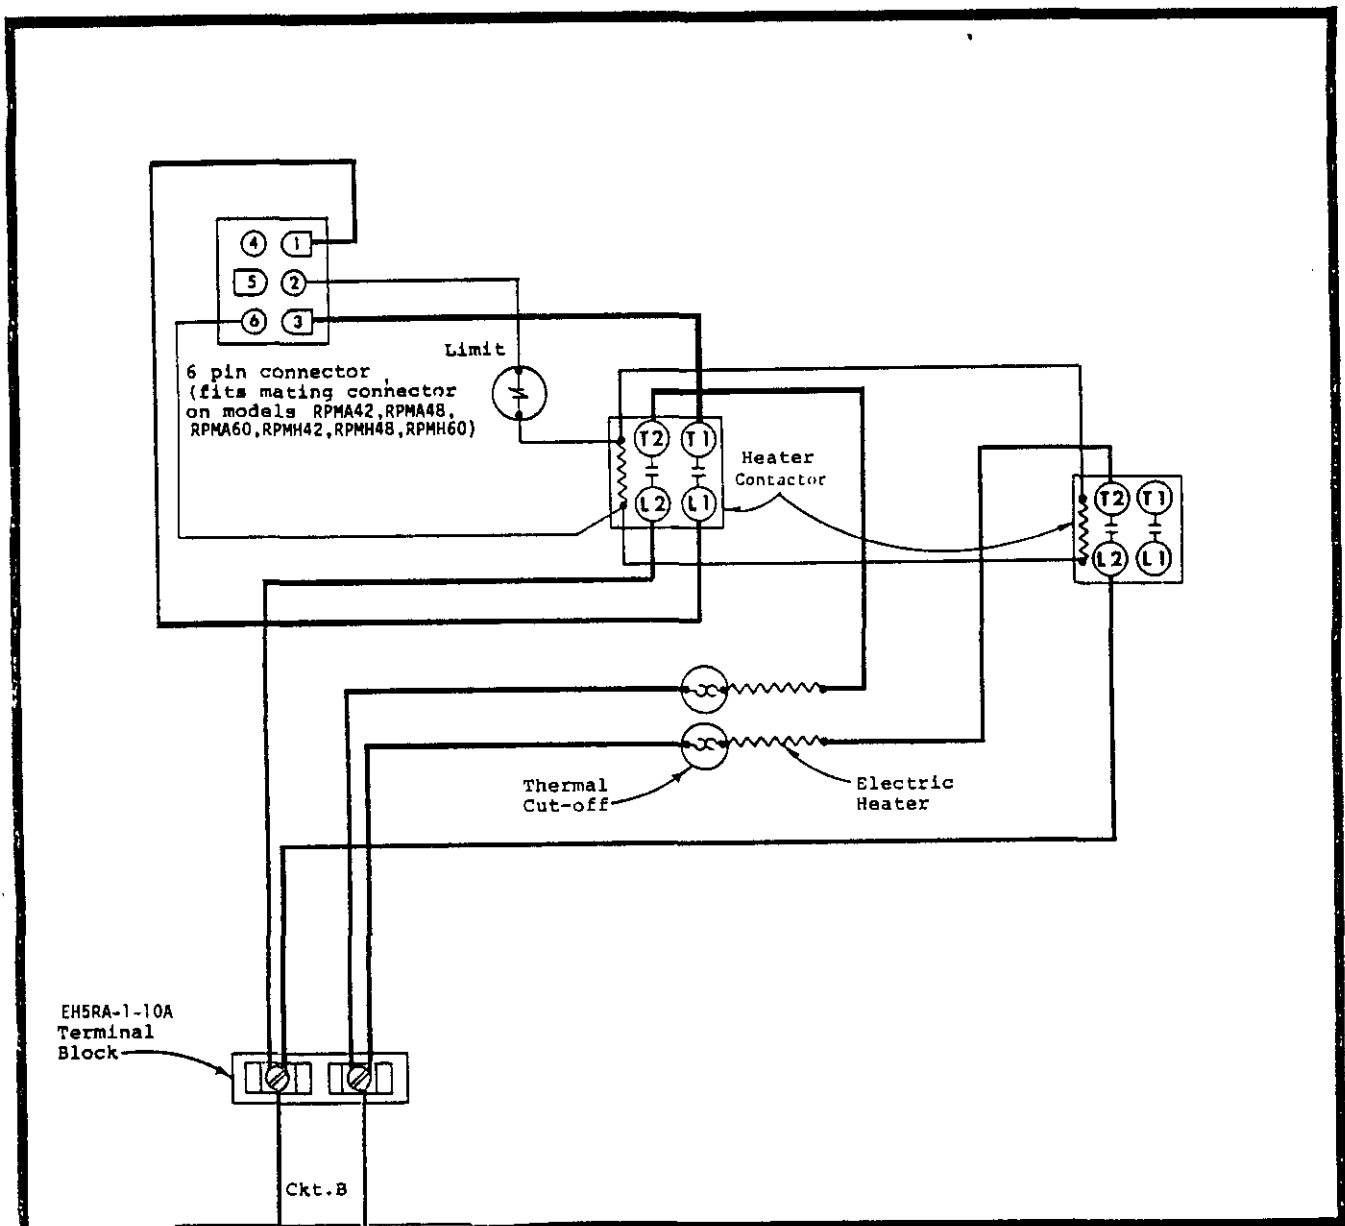 4 1
5 2
6 3
Limit
6 pin connector
(fits mating connector
on models RPMA42,RPMA48,
RPMA60,RPMH42,RPMH48,RPMH60)
T2 T1
L2 L1
Heater
Contactor
T2 T1
L2 L1
Thermal
Cut-off
Electric
Heater
EH5RA-1-10A
Terminal
Block
Ckt.B